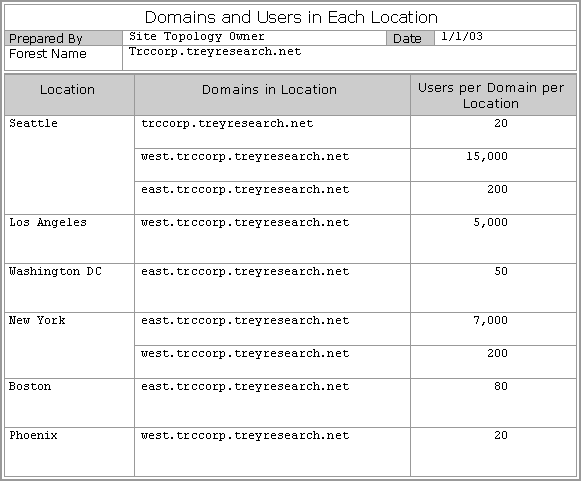 Domains and Users in Each Location
Prepared By Site Topology Owner Date 1/1/03
Forest Name Trccorp.treyresearch.net
Location Domains in Location Users per Domain per
Location
Seattle trccorp.treyresearch.net 20
west.trccorp.treyresearch.net 15,000
east.trccorp.treyresearch.net 200
Los Angeles west.trccorp.treyresearch.net 5,000
Washington DC east.trccorp.treyresearch.net 50
New York east.trccorp.treyresearch.net 7,000
west.trccorp.treyresearch.net 200
Boston east.trccorp.treyresearch.net 80
Phoenix west.trccorp.treyresearch.net 20